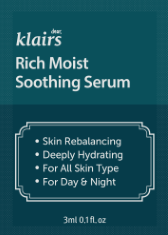 dear,
klairs
Rich Moist
Soothing Serum
• Skin Rebalancing
• Deeply Hydrating
• For All Skin Type
• For Day & Night
3ml 0.1fl.oz